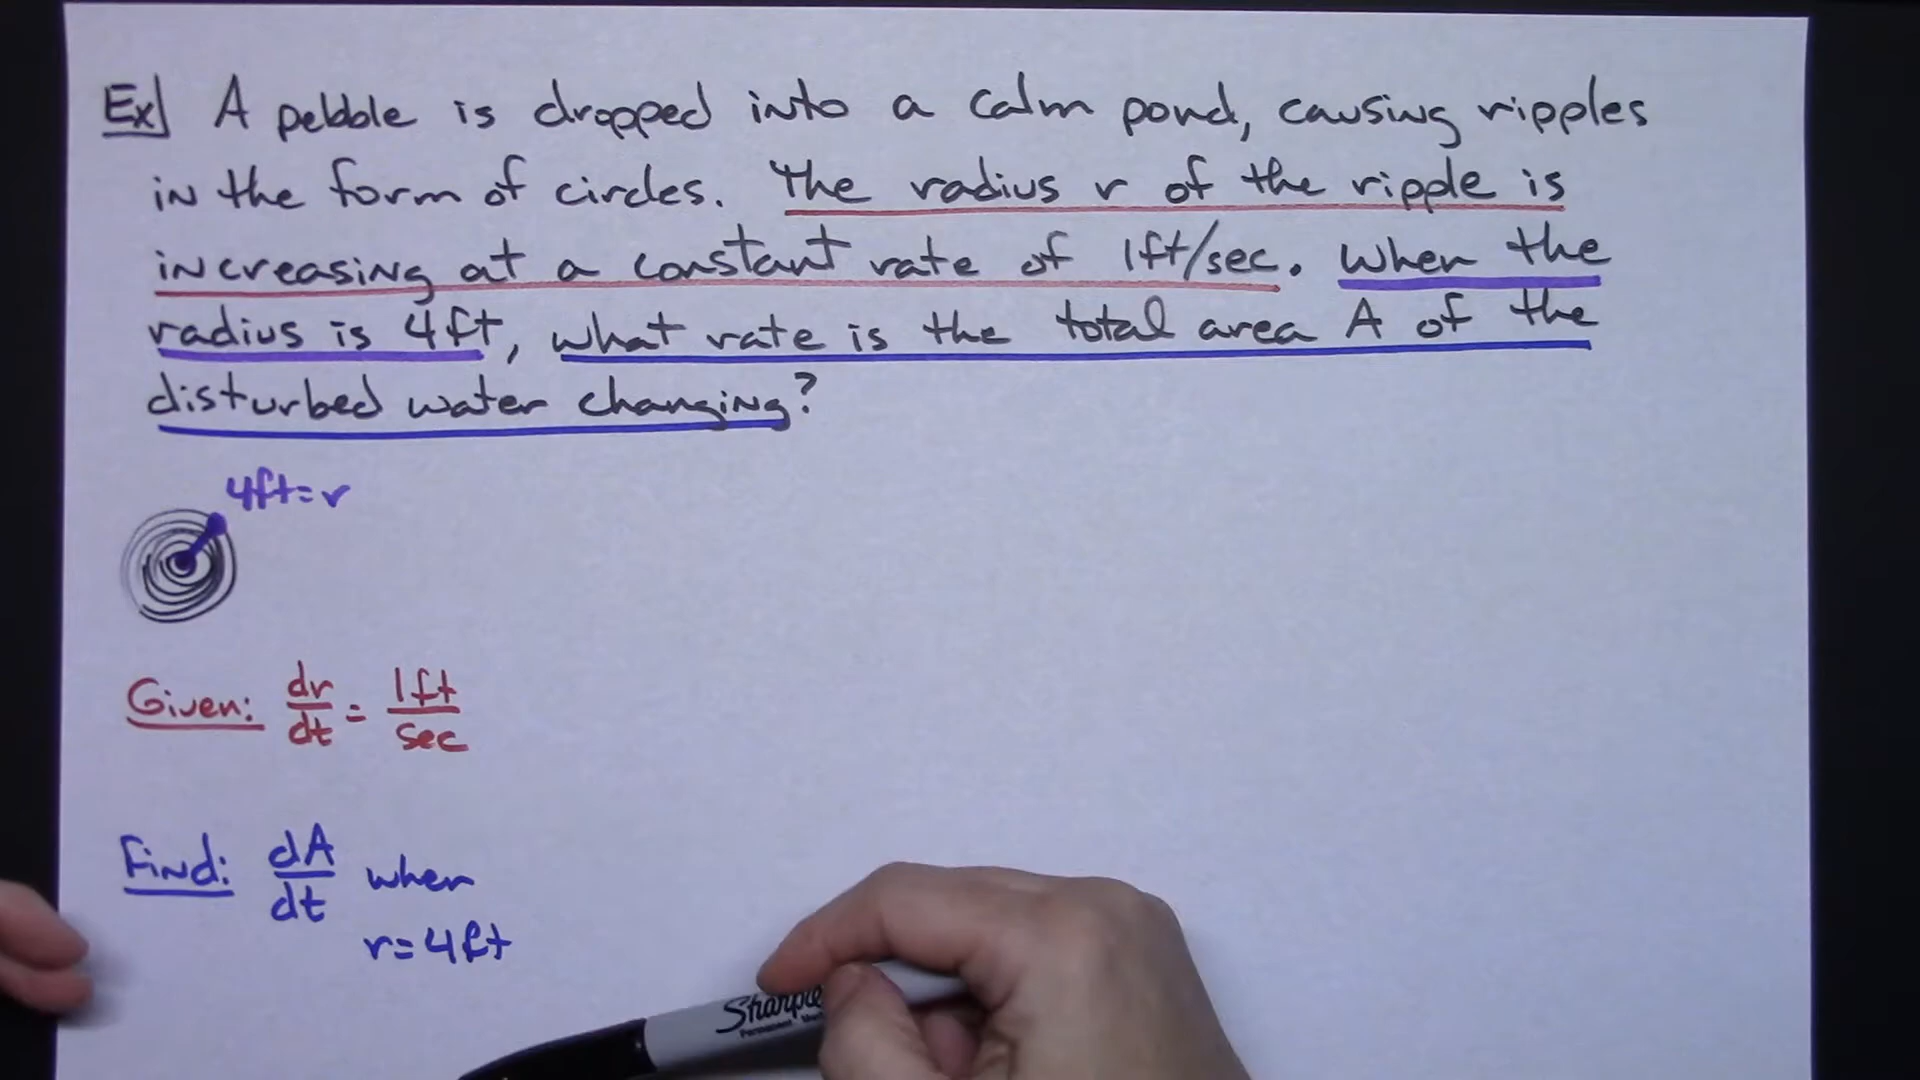 Ex] A pebble is dropped into a calm pond, causing ripples
in the form of circles. The radius r of the ripple is
increasing at a constant rate of 1ft/sec. When the
radius is 4ft, what rate is the total area A of the
disturbed water changing?
4ft=r
Given: dr/dt = 1ft/sec
Find: dA/dt when
r=4ft
Sharpie
Permanent